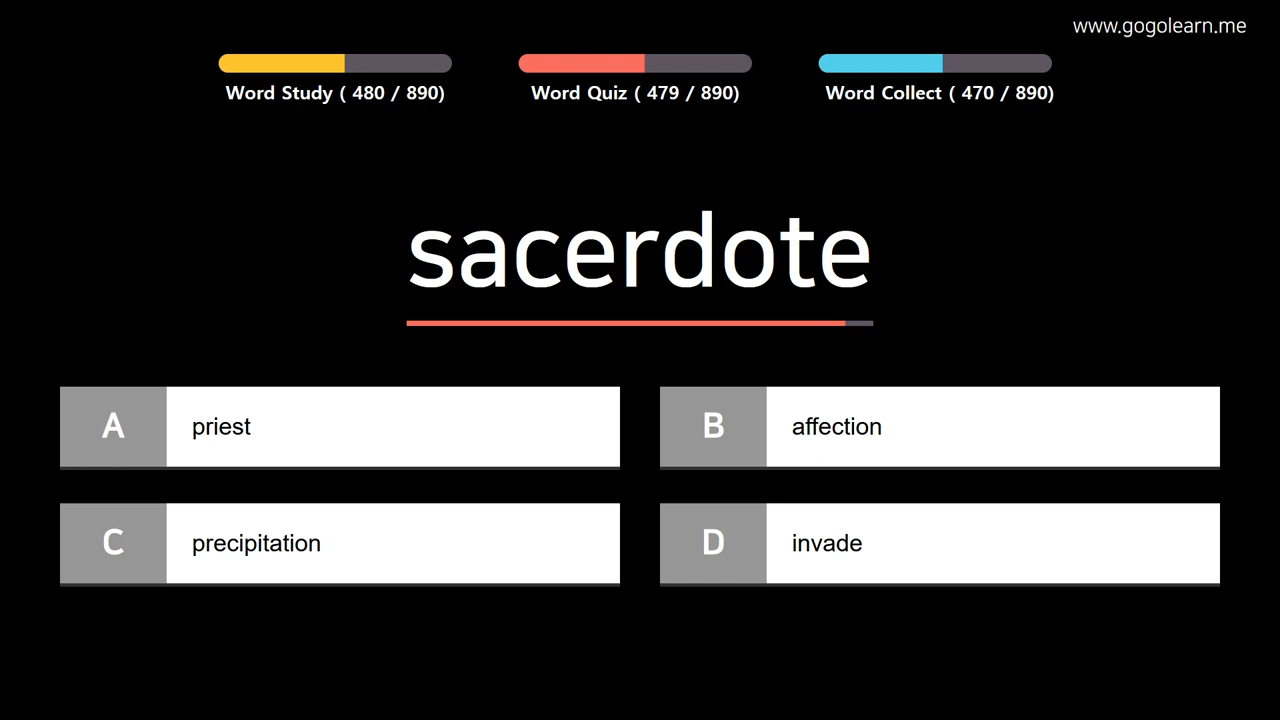 www.gogolearn.me
Word Study ( 480 / 890)
Word Quiz ( 479 / 890)
Word Collect ( 470 / 890)
sacerdote
A priest
B affection
C precipitation
D invade